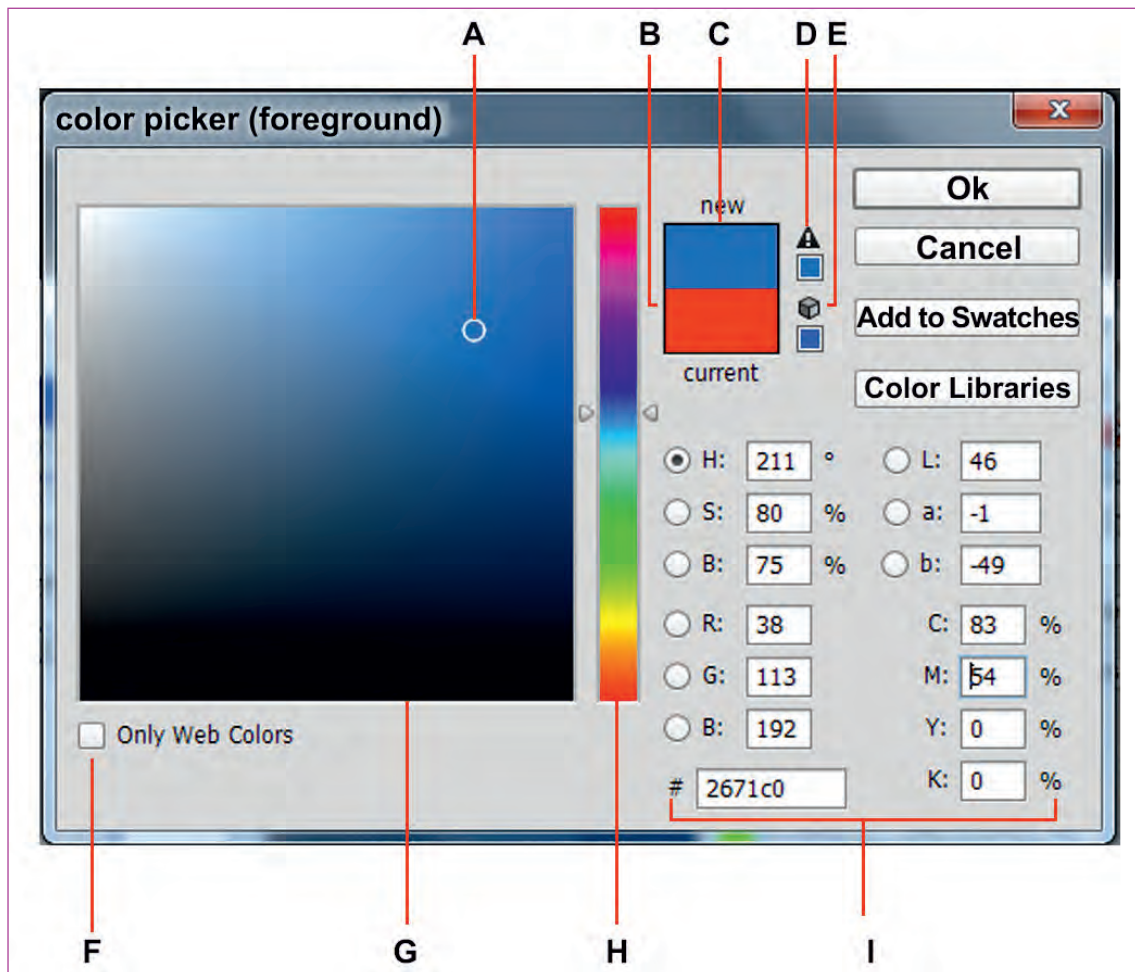 A B C D E
color picker (foreground)
new
current
Ok
Cancel
Add to Swatches
Color Libraries
H: 211 ° L: 46
S: 80 % a: -1
B: 75 % b: -49
R: 38 C: 83 %
G: 113 M: 54 %
B: 192 Y: 0 %
# 2671c0 K: 0 %
Only Web Colors
F G H I